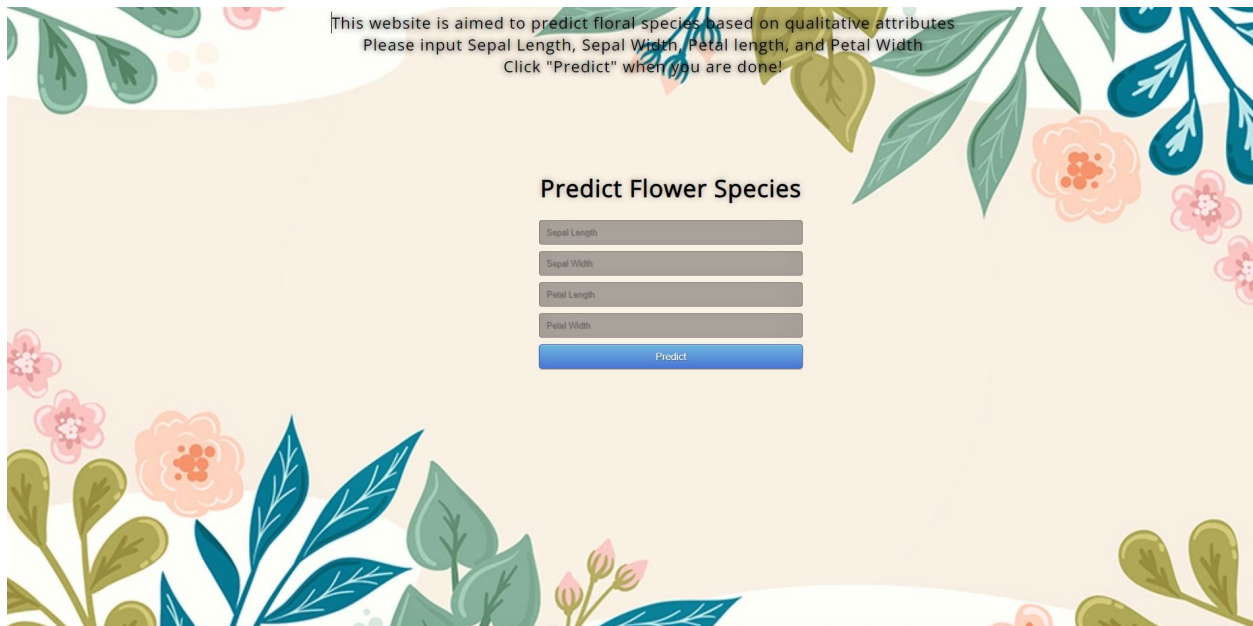 This website is aimed to predict floral species based on qualitative attributes
Please input Sepal Length, Sepal Width, Petal length, and Petal Width
Click "Predict" when you are done!
Predict Flower Species
Sepal Length
Sepal Width
Petal Length
Petal Width
Predict